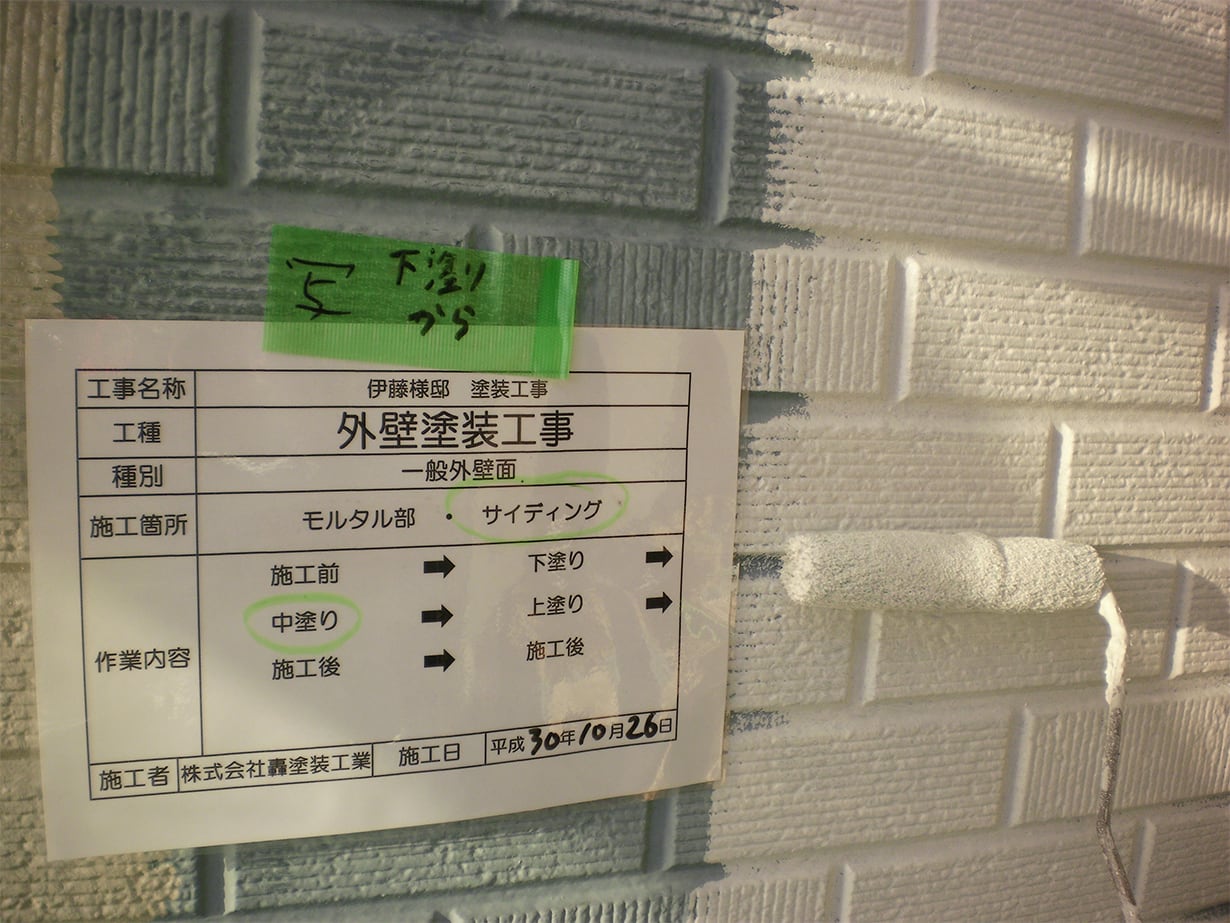 写 下塗り
から
工事名称 伊藤様邸 塗装工事
工種 外壁塗装工事
種別 一般外壁面
施工箇所 モルタル部 ・ サイディング
作業内容 施工前 ➡ 下塗り ➡
中塗り ➡ 上塗り ➡
施工後 ➡ 施工後
施工者 株式会社轟塗装工業 施工日 平成30年10月26日